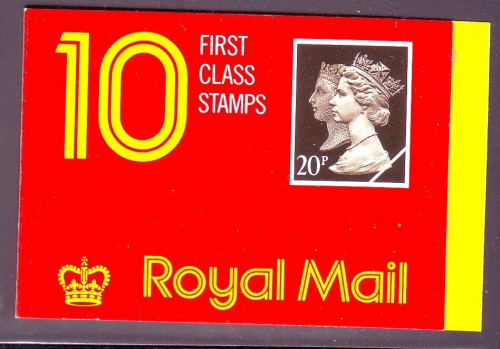 10
FIRST
CLASS
STAMPS
20P
Royal Mail